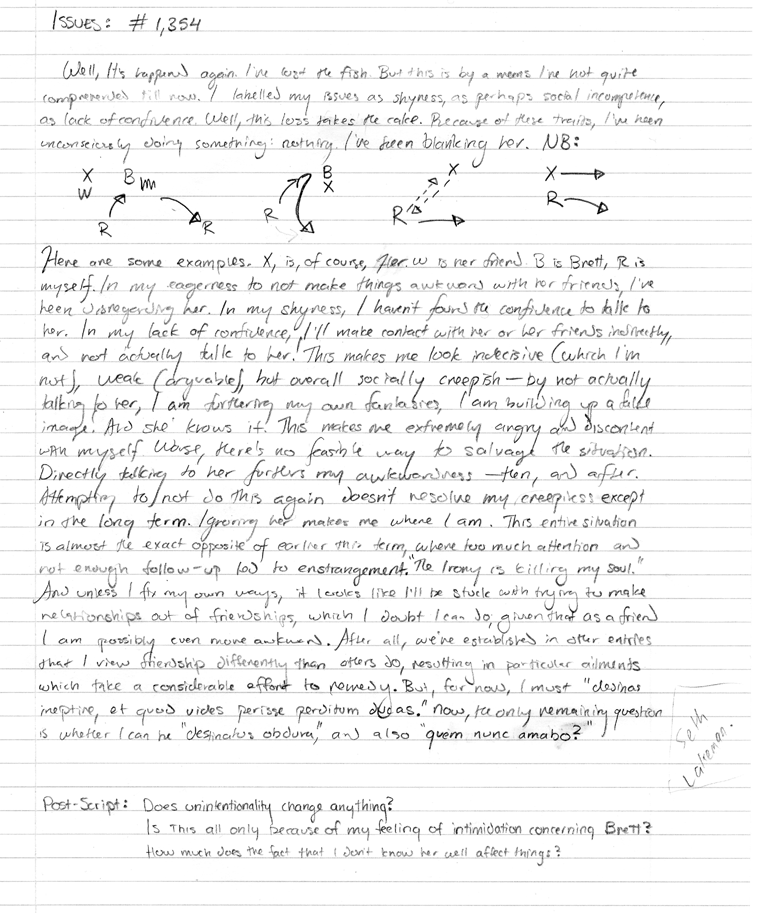 ISSUES: # 1,354
Well, It's happened again. I've lost the fish. But this is by a means I've not quite
comprehended till now. I labelled my issues as shyness, as perhaps social incompetence,
as lack of confidence. Well, this loss takes the cake. Because of these traits, I've been
unconsciously doing something: nothing. I've been blanking her. NB:
X B B X X
W X
R R R R R
Here are some examples. X, is, of course, Her. W is her friend. B is Brett, R is
myself. In my eagerness to not make things awkward with her friends, I've
been disregarding her. In my shyness, I haven't found the confidence to talk to
her. In my lack of confidence, I'll make contact with her or her friends indirectly,
and not actually talk to her! This makes me look indecisive (which I'm
not), weak (arguable), but overall socially creepish — by not actually
talking to her, I am furthering my own fantasies, I am building up a false
image. And she knows it. This makes me extremely angry and discontent
with myself. Worse, there's no feasible way to salvage the situation.
Directly talking to her furthers my awkwardness — then, and after.
Attempting to/not do this again doesn't resolve my creepiless except
in the long term. Ignoring her makes me where I am. This entire situation
is almost the exact opposite of earlier this term, where too much attention and
not enough follow-up led to enstrangement. "The Irony is killing my soul."
And unless I fix my own ways, it looks like I'll be stuck with trying to make
relationships out of friendships, which I doubt I can do, given that as a friend
I am possibly even more awkward. After all, we've established in other entries
that I view friendship differently than others do, resulting in particular ailments
which take a considerable effort to remedy. But, for now, I must "desinas
ineptire, et quod vides perisse perditum ducas." now, the only remaining question
is whether I can be "destinatus obdura," and also "quem nunc amabo?"
Seth
Lakeman.
Post-Script: Does unintentionality change anything?
Is This all only because of my feeling of intimidation concerning Brett?
How much does the fact that I don't know her well affect things?